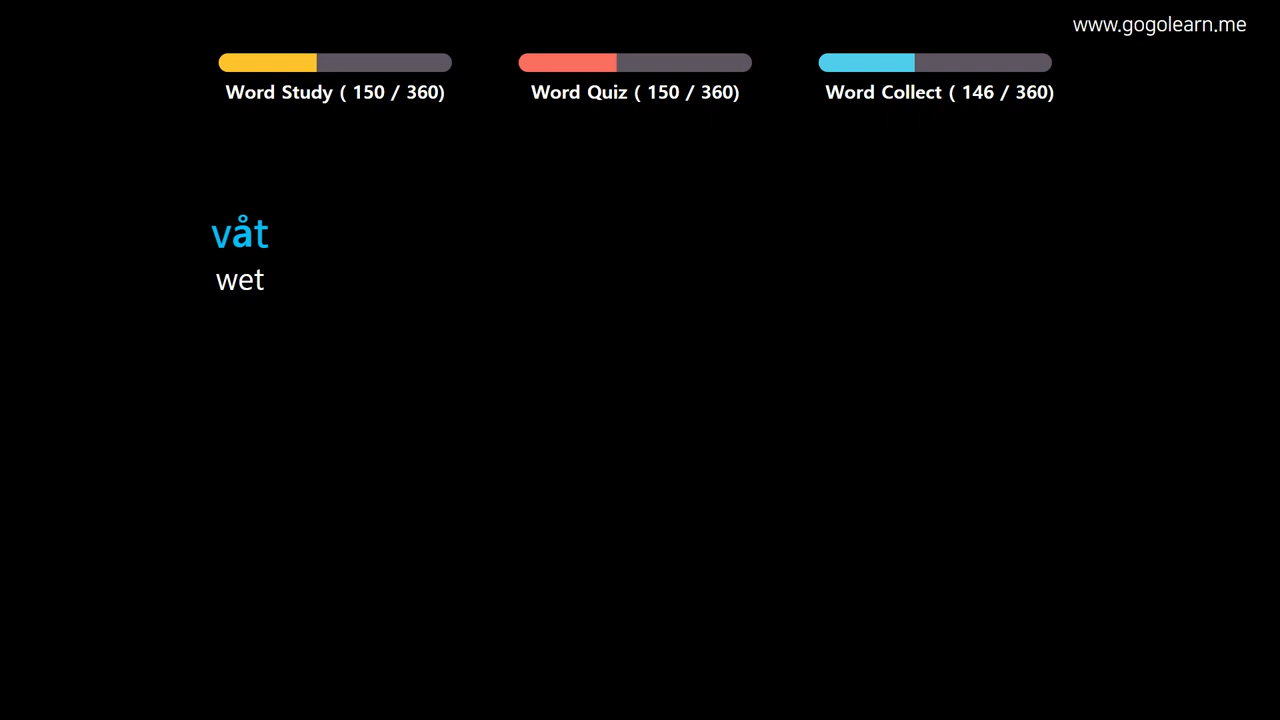 www.gogolearn.me
Word Study ( 150 / 360)
Word Quiz ( 150 / 360)
Word Collect ( 146 / 360)
våt
wet